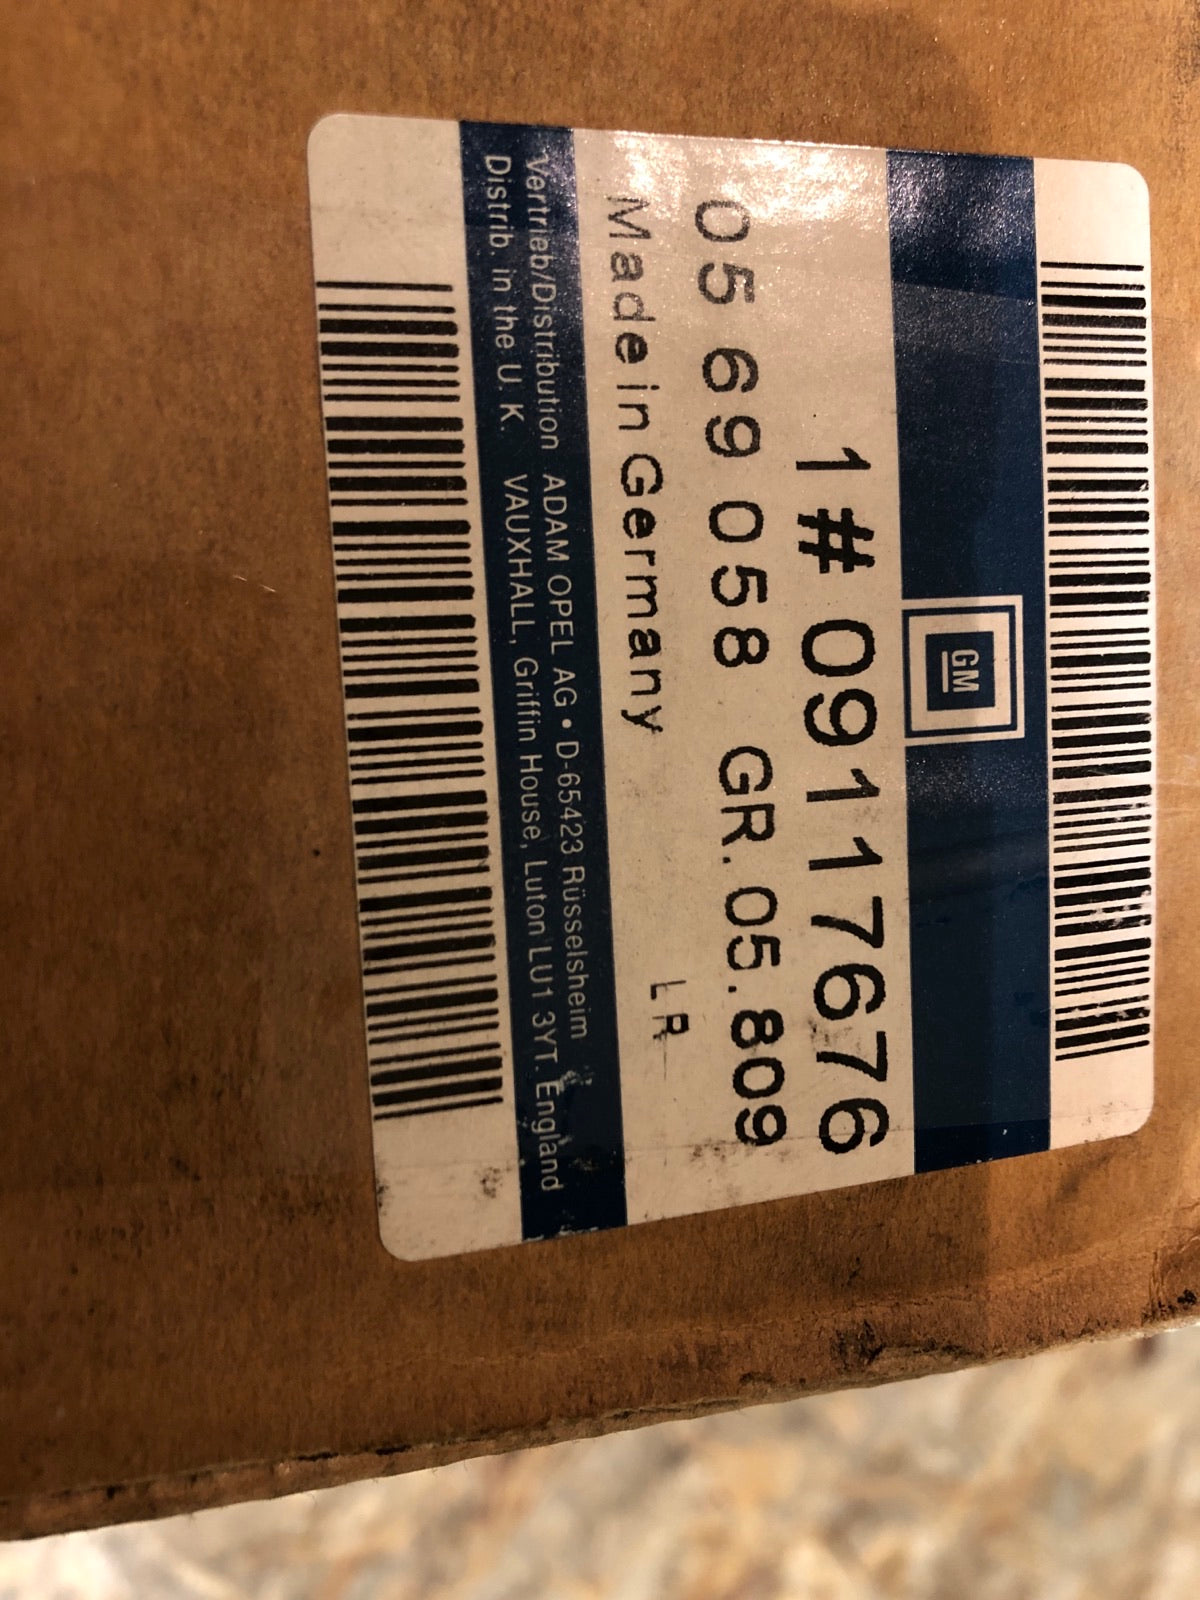 GM
1# 09117676
05 69 058 GR. 05.809
Made in Germany
LR
Vertrieb/Distribution ADAM OPEL AG • D-65423 Rüsselsheim
Distrib. in the U. K. VAUXHALL, Griffin House, Luton LU1 3YT. England